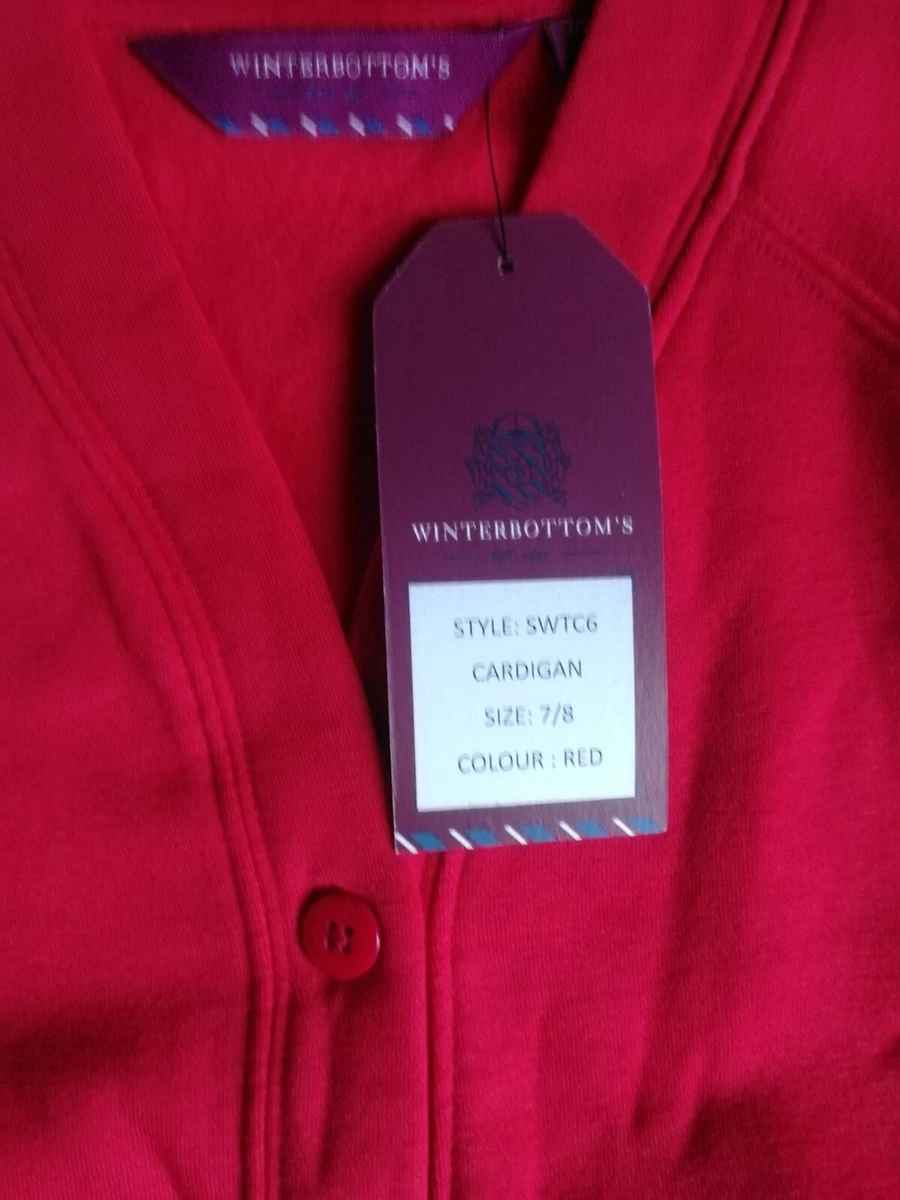 WINTERBOTTOM'S
WINTERBOTTOM'S
STYLE: SWTC6
CARDIGAN
SIZE: 7/8
COLOUR : RED